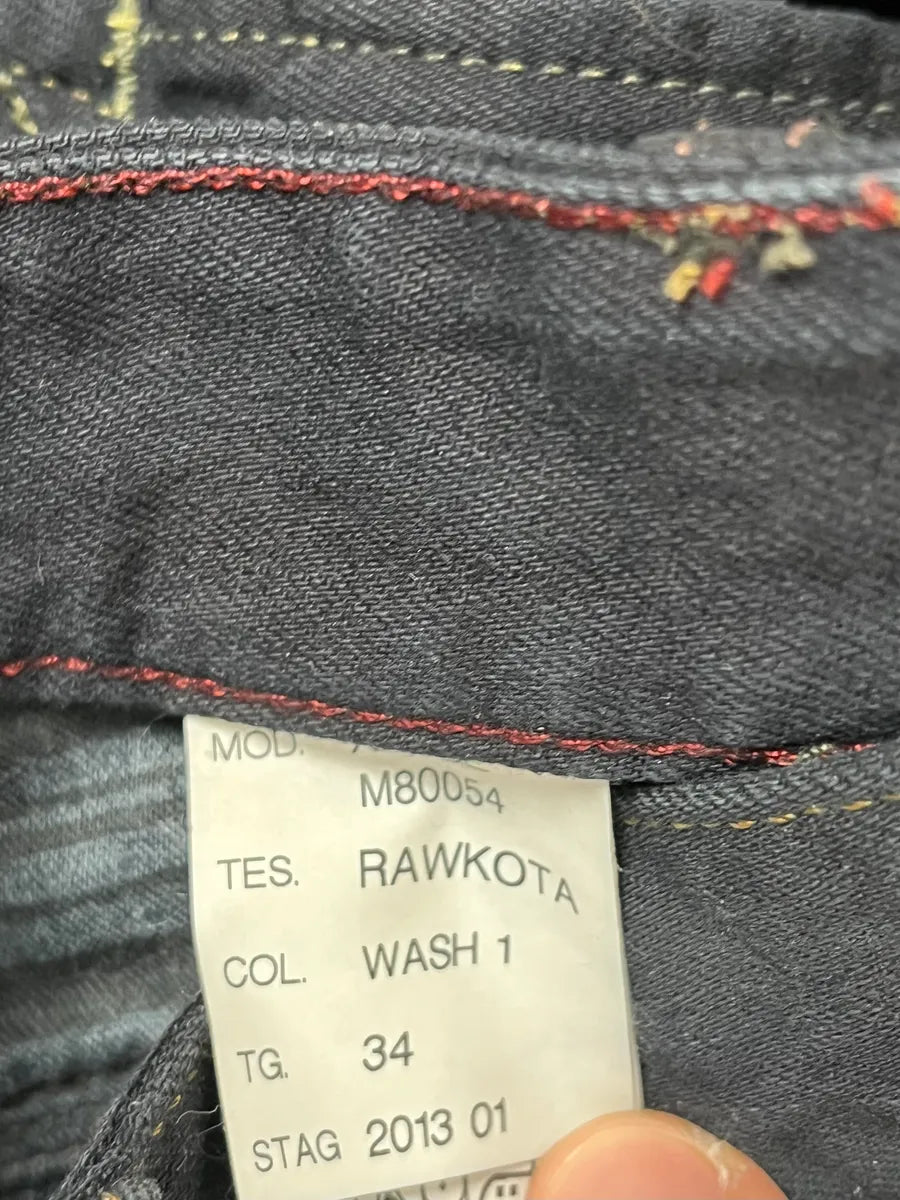 MOD.
M80054
TES. RAWKOTA
COL. WASH 1
TG. 34
STAG 2013 01